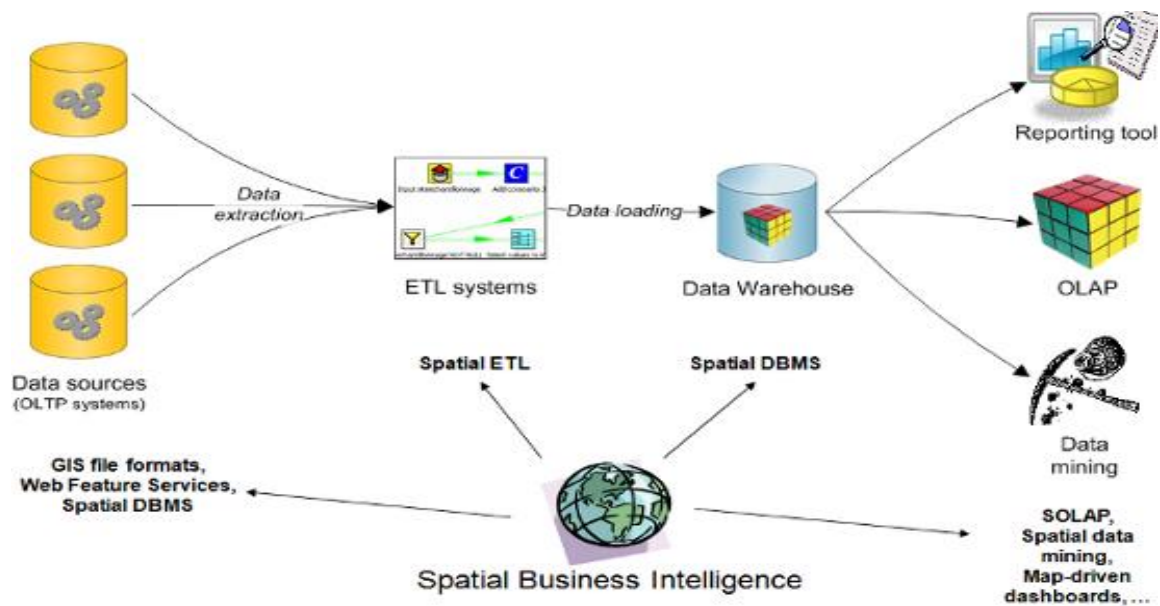 Reporting tool
Data
extraction
Data loading
ETL systems
Data Warehouse
OLAP
Data sources
(OLTP systems)
Spatial ETL
Spatial DBMS
Data
mining
GIS file formats,
Web Feature Services,
Spatial DBMS
SOLAP,
Spatial data
mining,
Map-driven
dashboards, ...
Spatial Business Intelligence